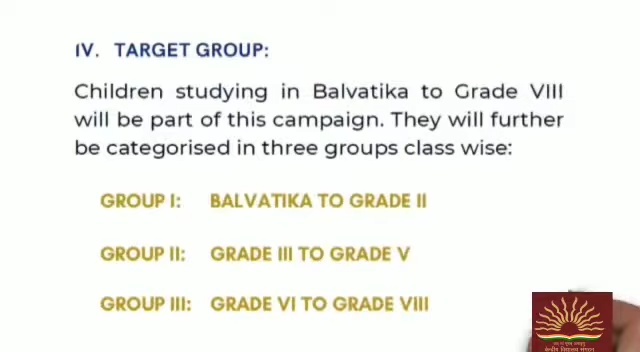 IV. TARGET GROUP:
Children studying in Balvatika to Grade VIII
will be part of this campaign. They will further
be categorised in three groups class wise:
GROUP I: BALVATIKA TO GRADE II
GROUP II: GRADE III TO GRADE V
GROUP III: GRADE VI TO GRADE VIII
केन्द्रीय विद्यालय संगठन